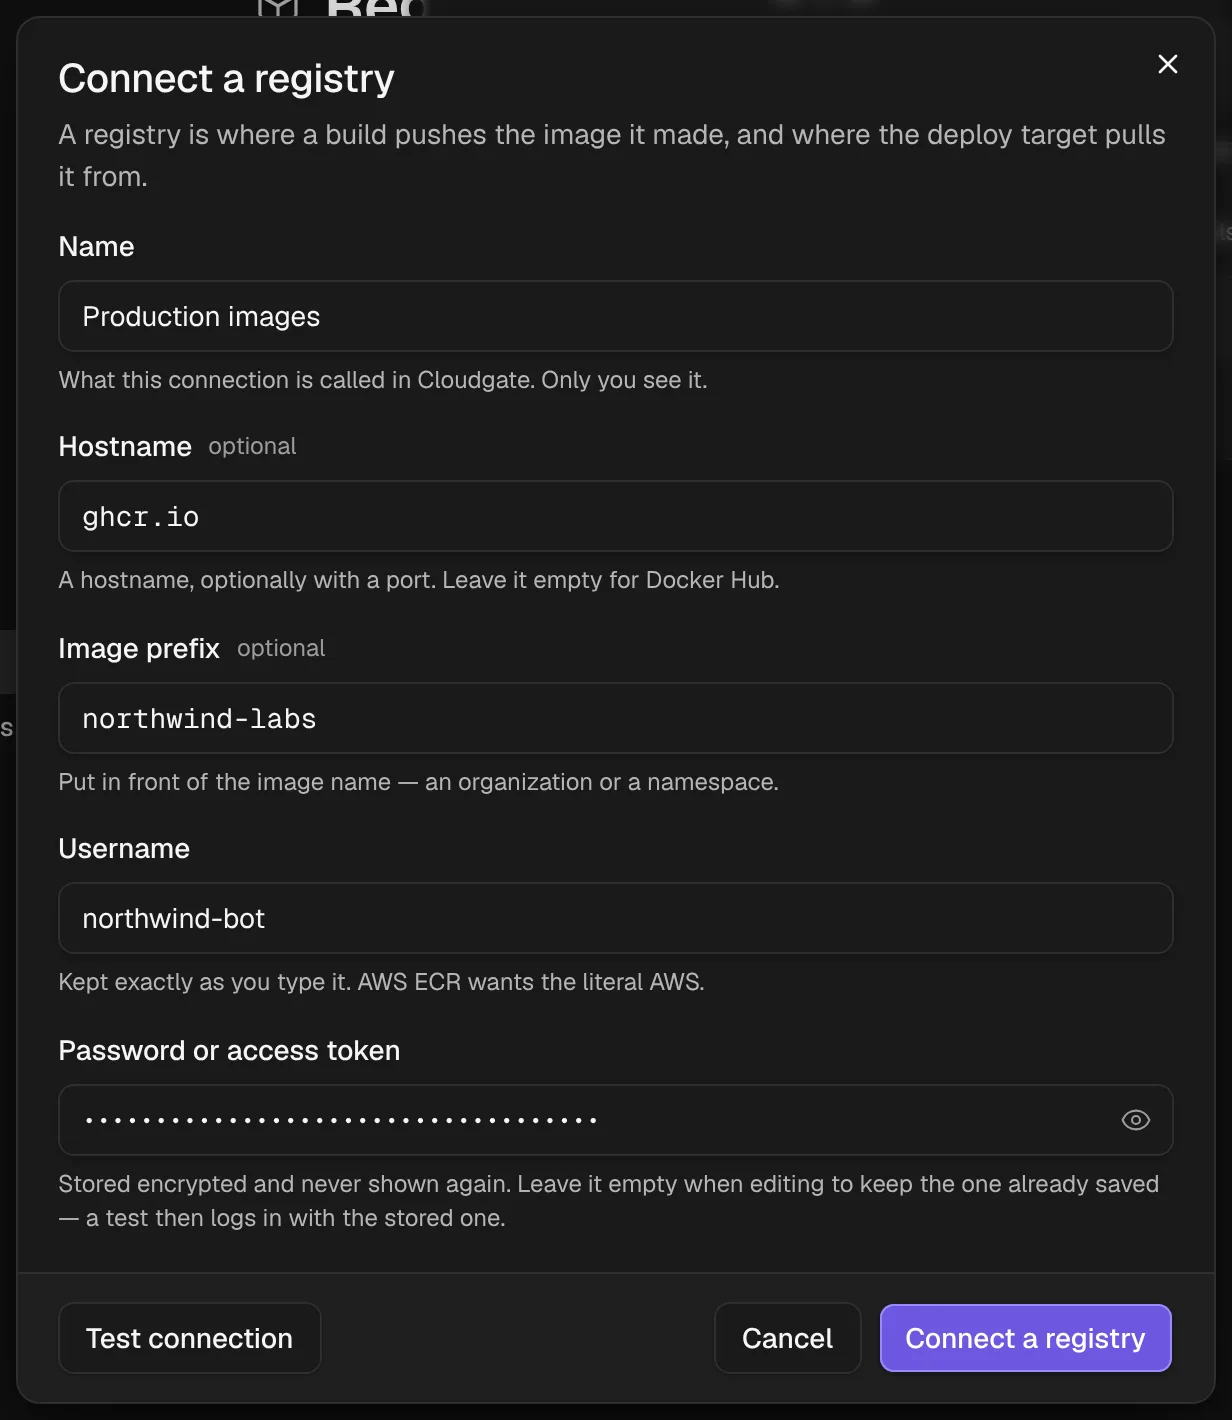 Connect a registry
A registry is where a build pushes the image it made, and where the deploy target pulls
it from.
Name
Production images
What this connection is called in Cloudgate. Only you see it.
Hostname optional
ghcr.io
A hostname, optionally with a port. Leave it empty for Docker Hub.
Image prefix optional
northwind-labs
Put in front of the image name — an organization or a namespace.
Username
northwind-bot
Kept exactly as you type it. AWS ECR wants the literal AWS.
Password or access token
Stored encrypted and never shown again. Leave it empty when editing to keep the one already saved
— a test then logs in with the stored one.
Test connection Cancel Connect a registry